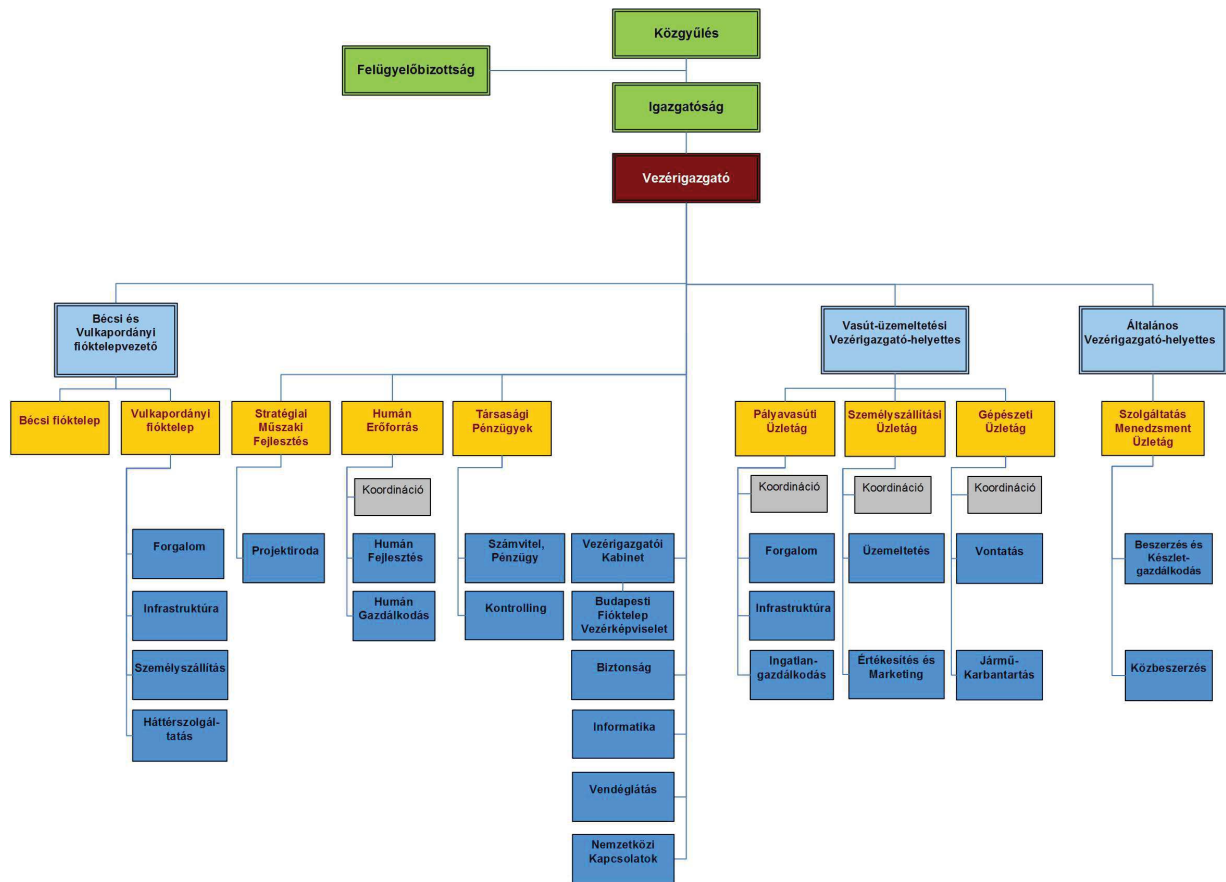 Közgyűlés
Felügyelőbizottság
Igazgatóság
Vezérigazgató
Bécsi és
Vulkapordányi
fióktelepvezető
Vasút-üzemeltetési
Vezérigazgató-helyettes
Általános
Vezérigazgató-helyettes
Bécsi fióktelep
Vulkapordányi
fióktelep
Stratégiai
Műszaki
Fejlesztés
Humán
Erőforrás
Társasági
Pénzügyek
Pályavasúti
Üzletág
Személyszállítási
Üzletág
Gépészeti
Üzletág
Szolgáltatás
Menedzsment
Üzletág
Koordináció
Koordináció
Koordináció
Koordináció
Forgalom
Projektiroda
Humán
Fejlesztés
Számvitel,
Pénzügy
Vezérigazgatói
Kabinet
Forgalom
Üzemeltetés
Vontatás
Beszerzés és
Készlet-
gazdálkodás
Infrastruktúra
Humán
Gazdálkodás
Kontrolling
Budapesti
Fióktelep
Vezérképviselet
Infrastruktúra
Személyszállítás
Biztonság
Ingatlan-
gazdálkodás
Értékesítés és
Marketing
Jármű-
Karbantartás
Közbeszerzés
Háttérszolgál-
tatás
Informatika
Vendéglátás
Nemzetközi
Kapcsolatok